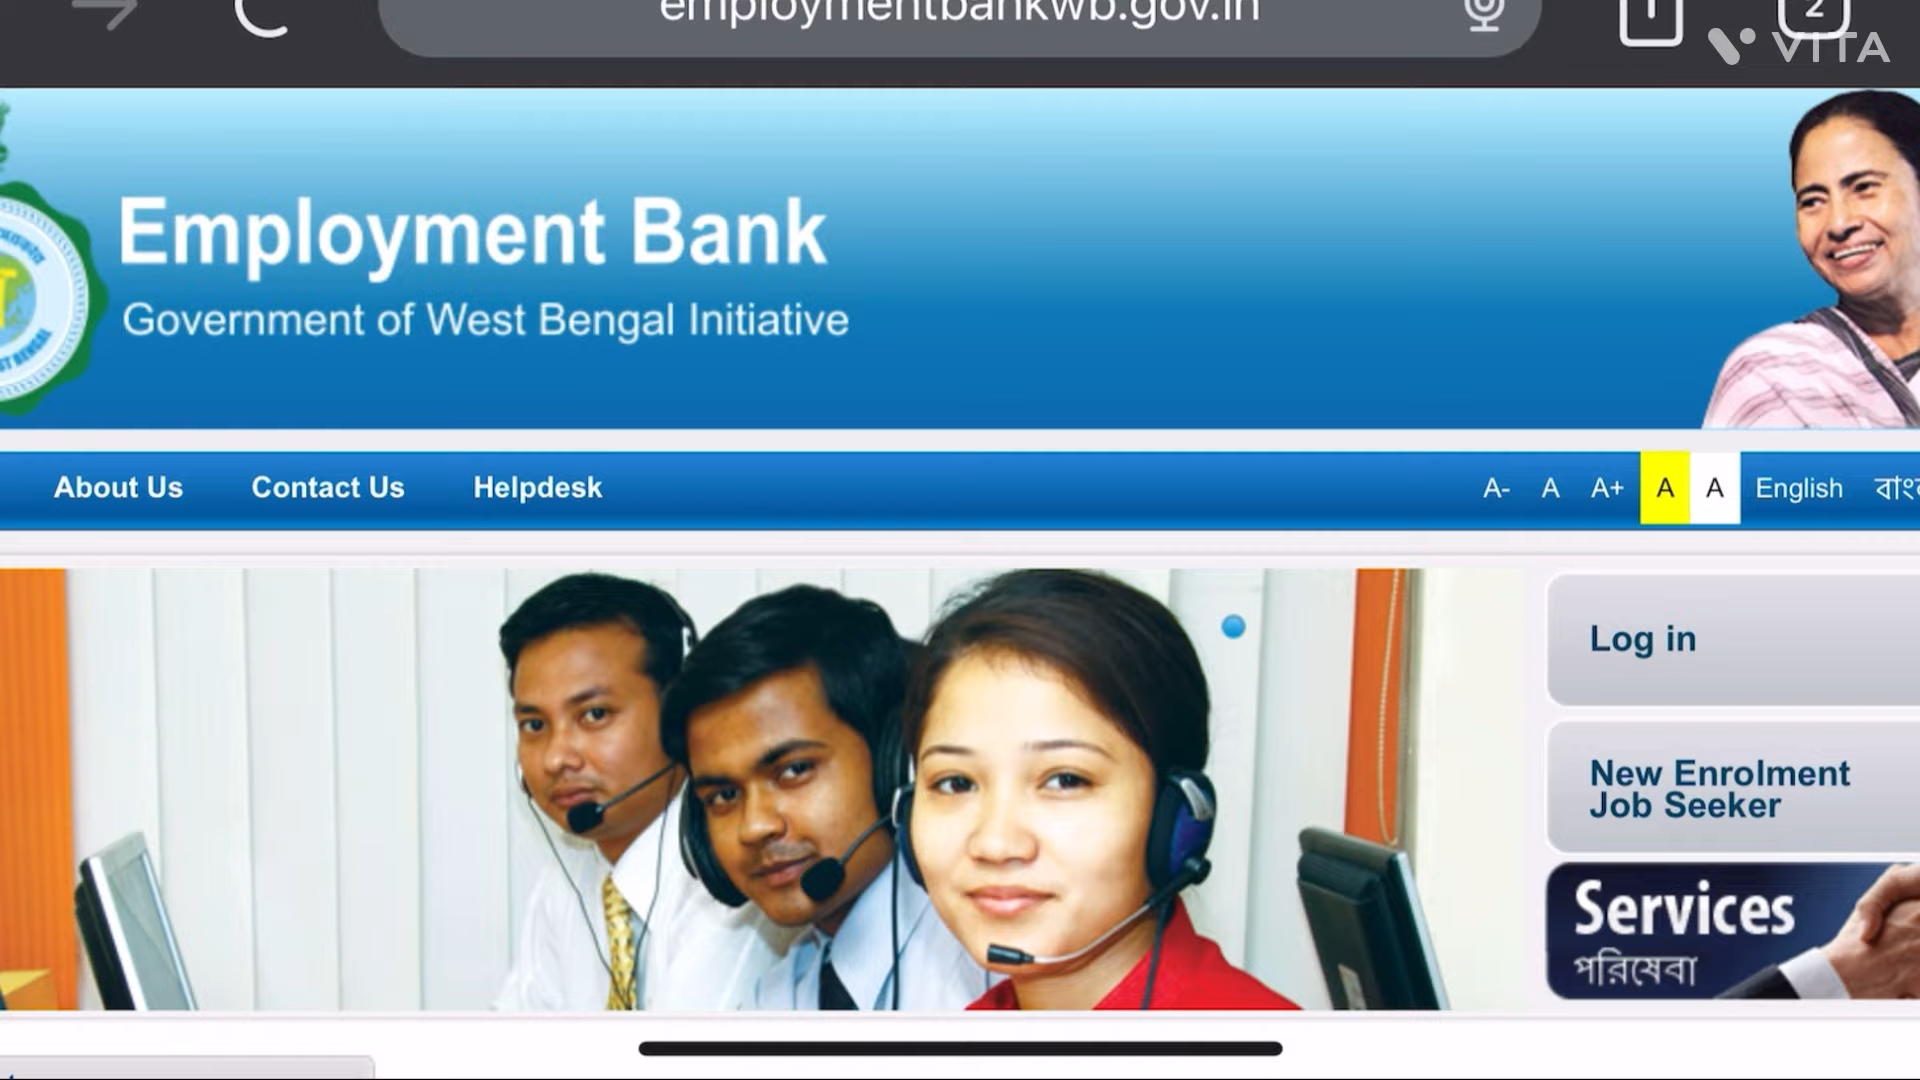 employmentbankwb.gov.in
2
VITA
Employment Bank
Government of West Bengal Initiative
About Us
Contact Us
Helpdesk
A-
A
A+
A
A
English
Log in
New Enrolment
Job Seeker
Services
পরিষেবা